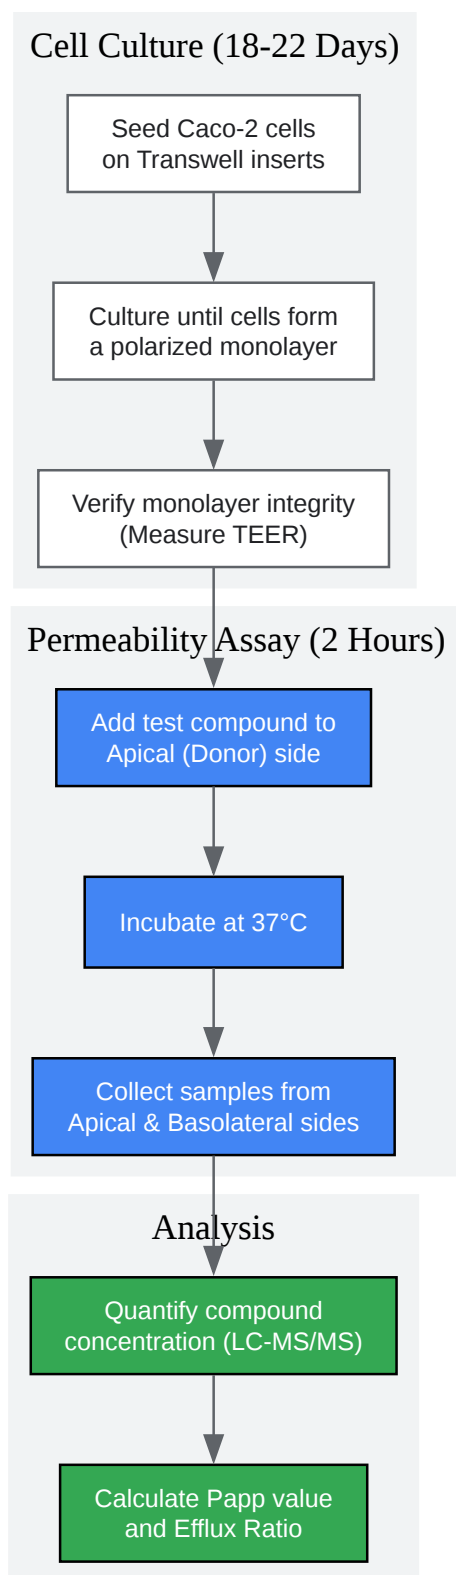 Cell Culture (18-22 Days)
Seed Caco-2 cells
on Transwell inserts
Culture until cells form
a polarized monolayer
Verify monolayer integrity
(Measure TEER)
Permeability Assay (2 Hours)
Add test compound to
Apical (Donor) side
Incubate at 37°C
Collect samples from
Apical & Basolateral sides
Analysis
Quantify compound
concentration (LC-MS/MS)
Calculate Papp value
and Efflux Ratio